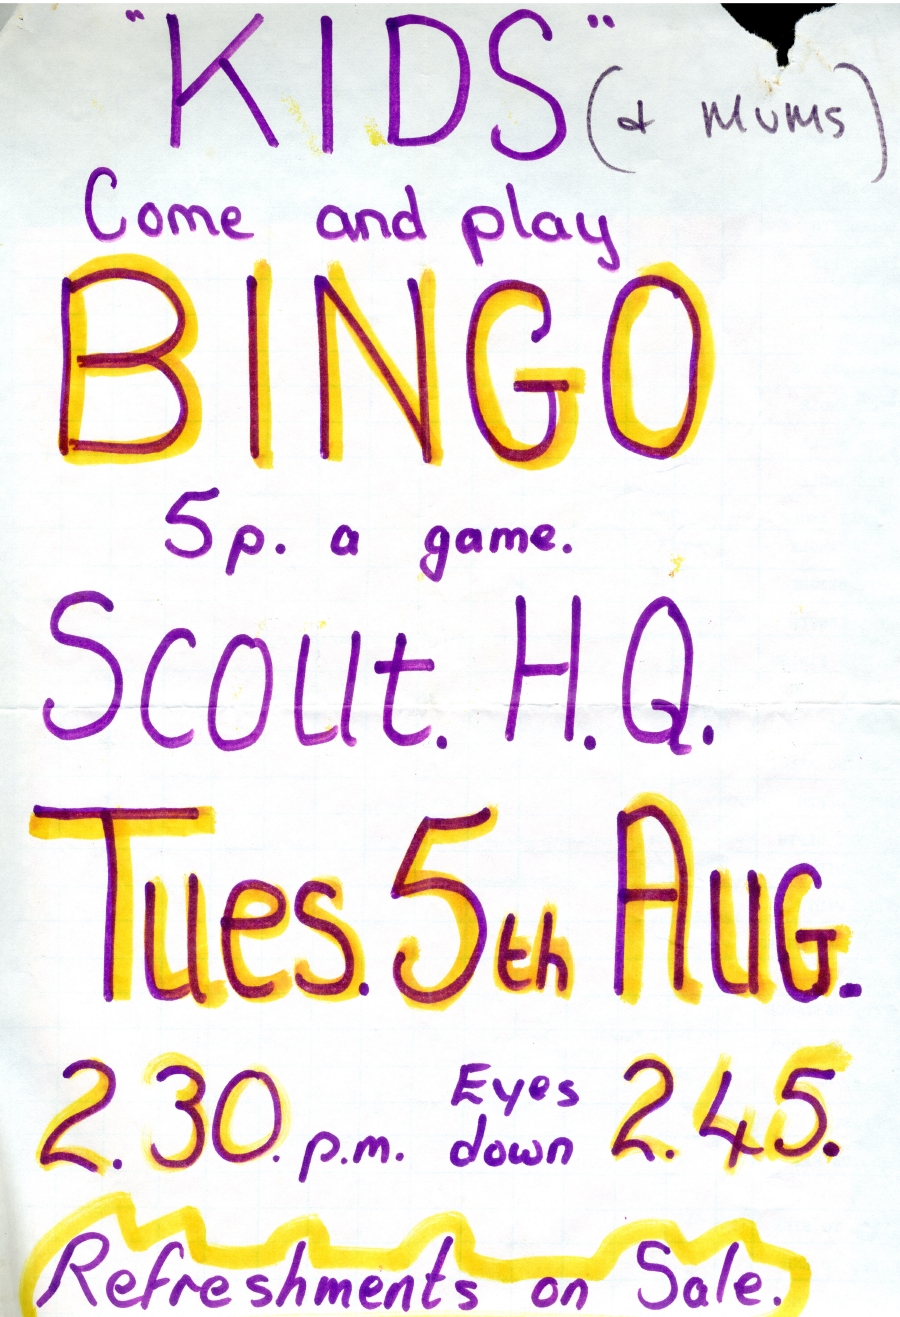 "KIDS" (& Mums)
Come and play
BINGO
5p. a game.
Scout. H.Q.
Tues. 5th Aug.
2.30. p.m. Eyes down 2.45.
Refreshments on Sale.